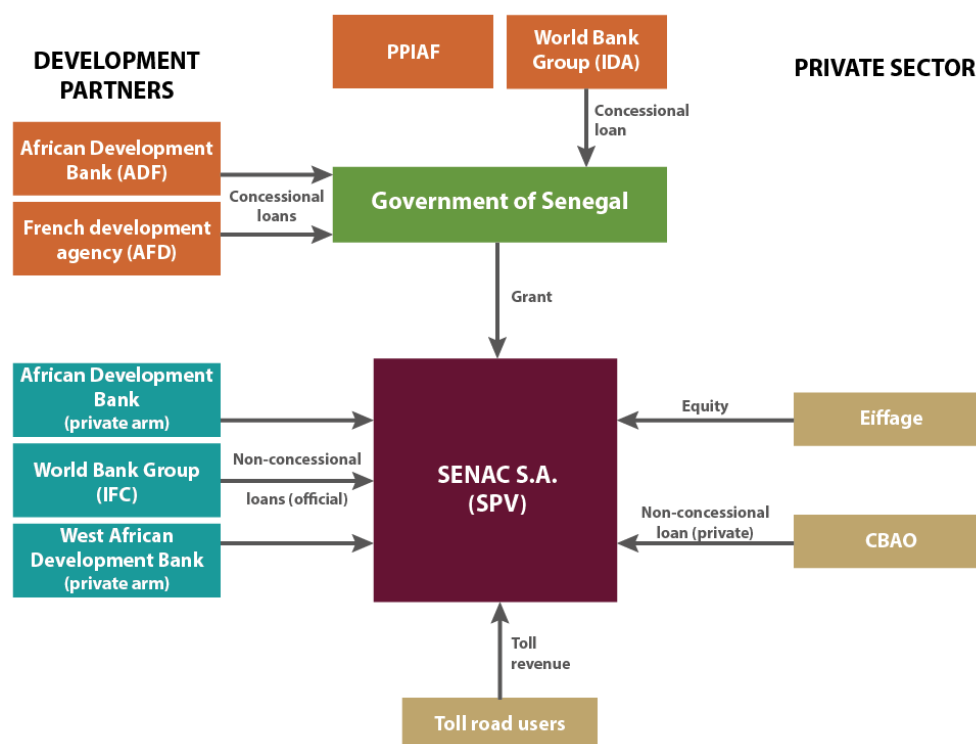 DEVELOPMENT
PARTNERS
PPIAF
World Bank
Group (IDA)
PRIVATE SECTOR
Concessional
loan
African Development
Bank (ADF)
Concessional
loans
French development
agency (AFD)
Government of Senegal
Grant
African Development
Bank
(private arm)
World Bank Group
(IFC)
West African
Development Bank
(private arm)
Non-concessional
loans (official)
SENAC S.A.
(SPV)
Equity
Eiffage
Non-concessional
loan (private)
CBAO
Toll
revenue
Toll road users